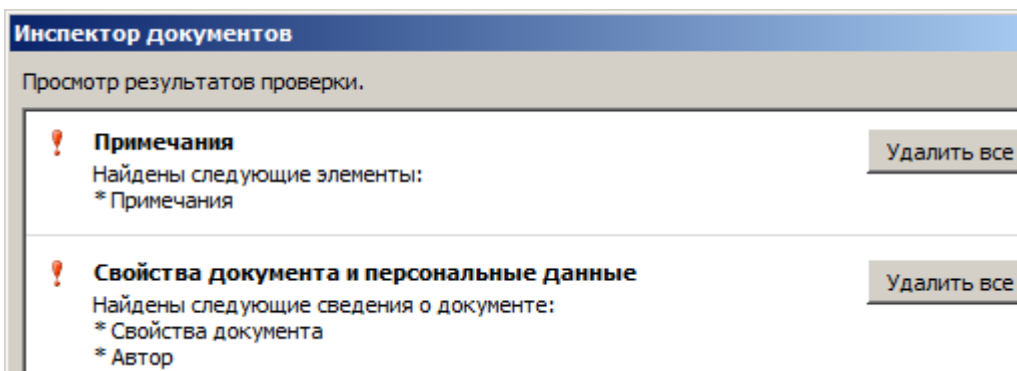 Инспектор документов
Просмотр результатов проверки.
Примечания
Удалить все
Найдены следующие элементы:
* Примечания
Свойства документа и персональные данные
Удалить все
Найдены следующие сведения о документе:
* Свойства документа
* Автор